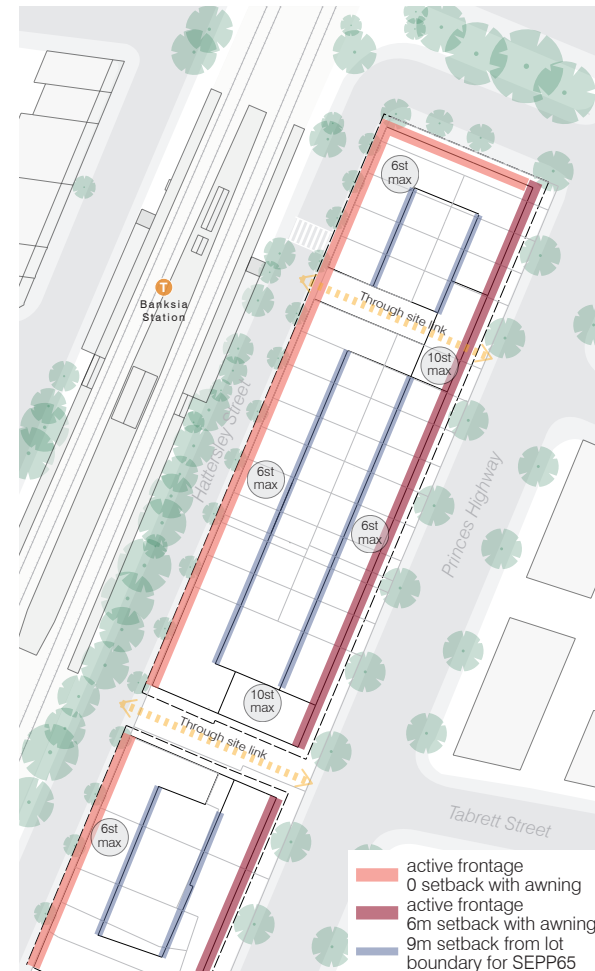 6st
max
T
Banksia
Station
Through site link
10st
max
Hattersley Street
6st
max
Princes Highway
6st
max
10st
max
Through site link
Tabrett Street
6st
max
active frontage
0 setback with awning
active frontage
6m setback with awning
9m setback from lot
boundary for SEPP65